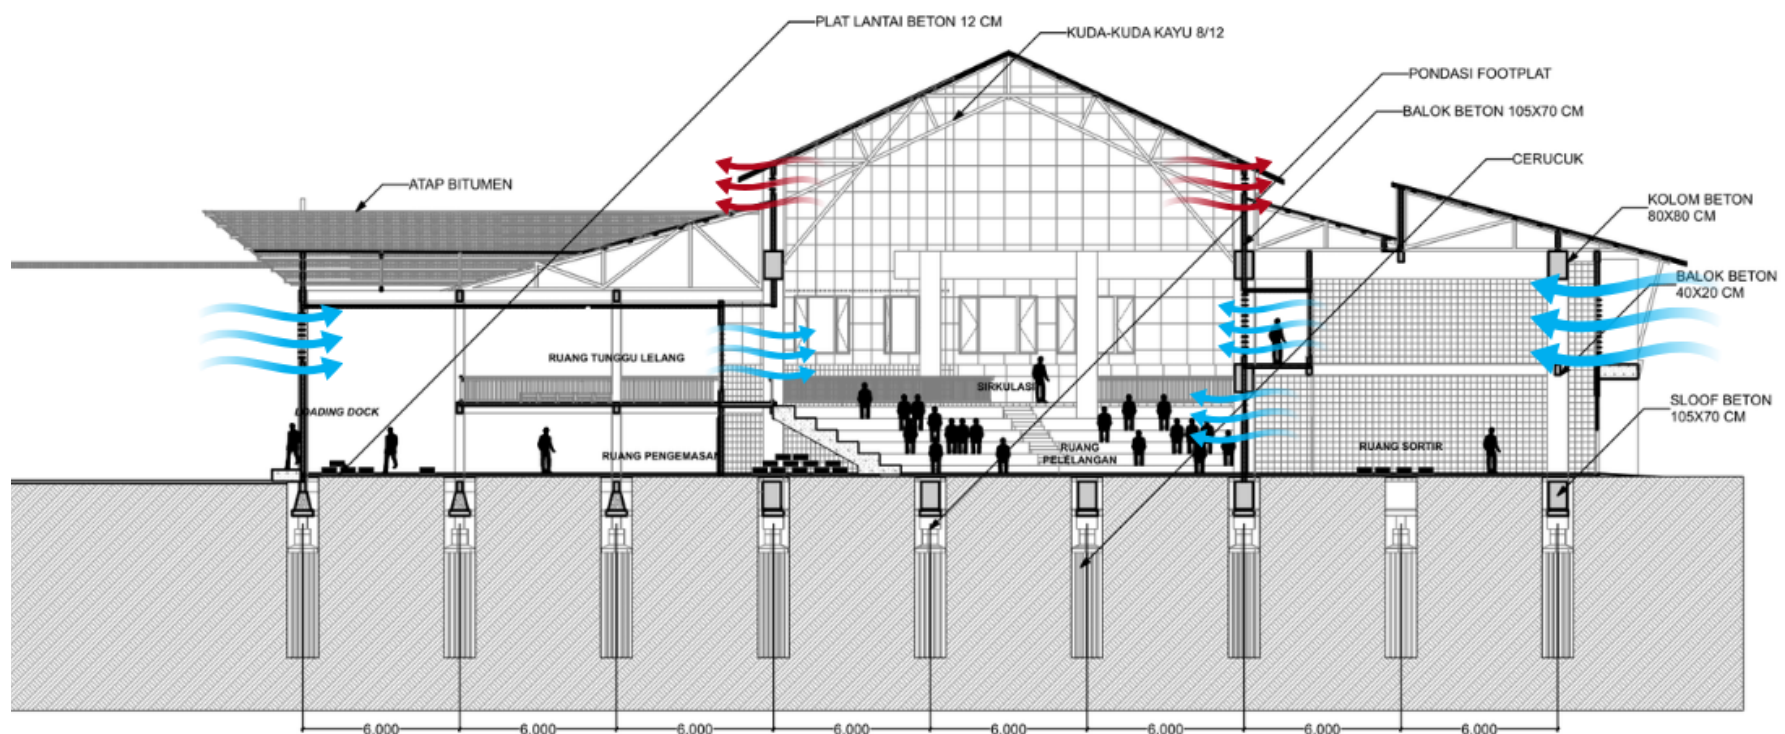 PLAT LANTAI BETON 12 CM
KUDA-KUDA KAYU 8/12
PONDASI FOOTPLAT
BALOK BETON 105X70 CM
CERUCUK
ATAP BITUMEN
KOLOM BETON
80X80 CM
BALOK BETON
40X20 CM
SLOOF BETON
105X70 CM
RUANG TUNGGU LELANG
SIRKULASI
LOADING DOCK
RUANG PENGEMASAN
RUANG
PELELANGAN
RUANG SORTIR
6.000 6.000 6.000 6.000 6.000 6.000 6.000 6.000